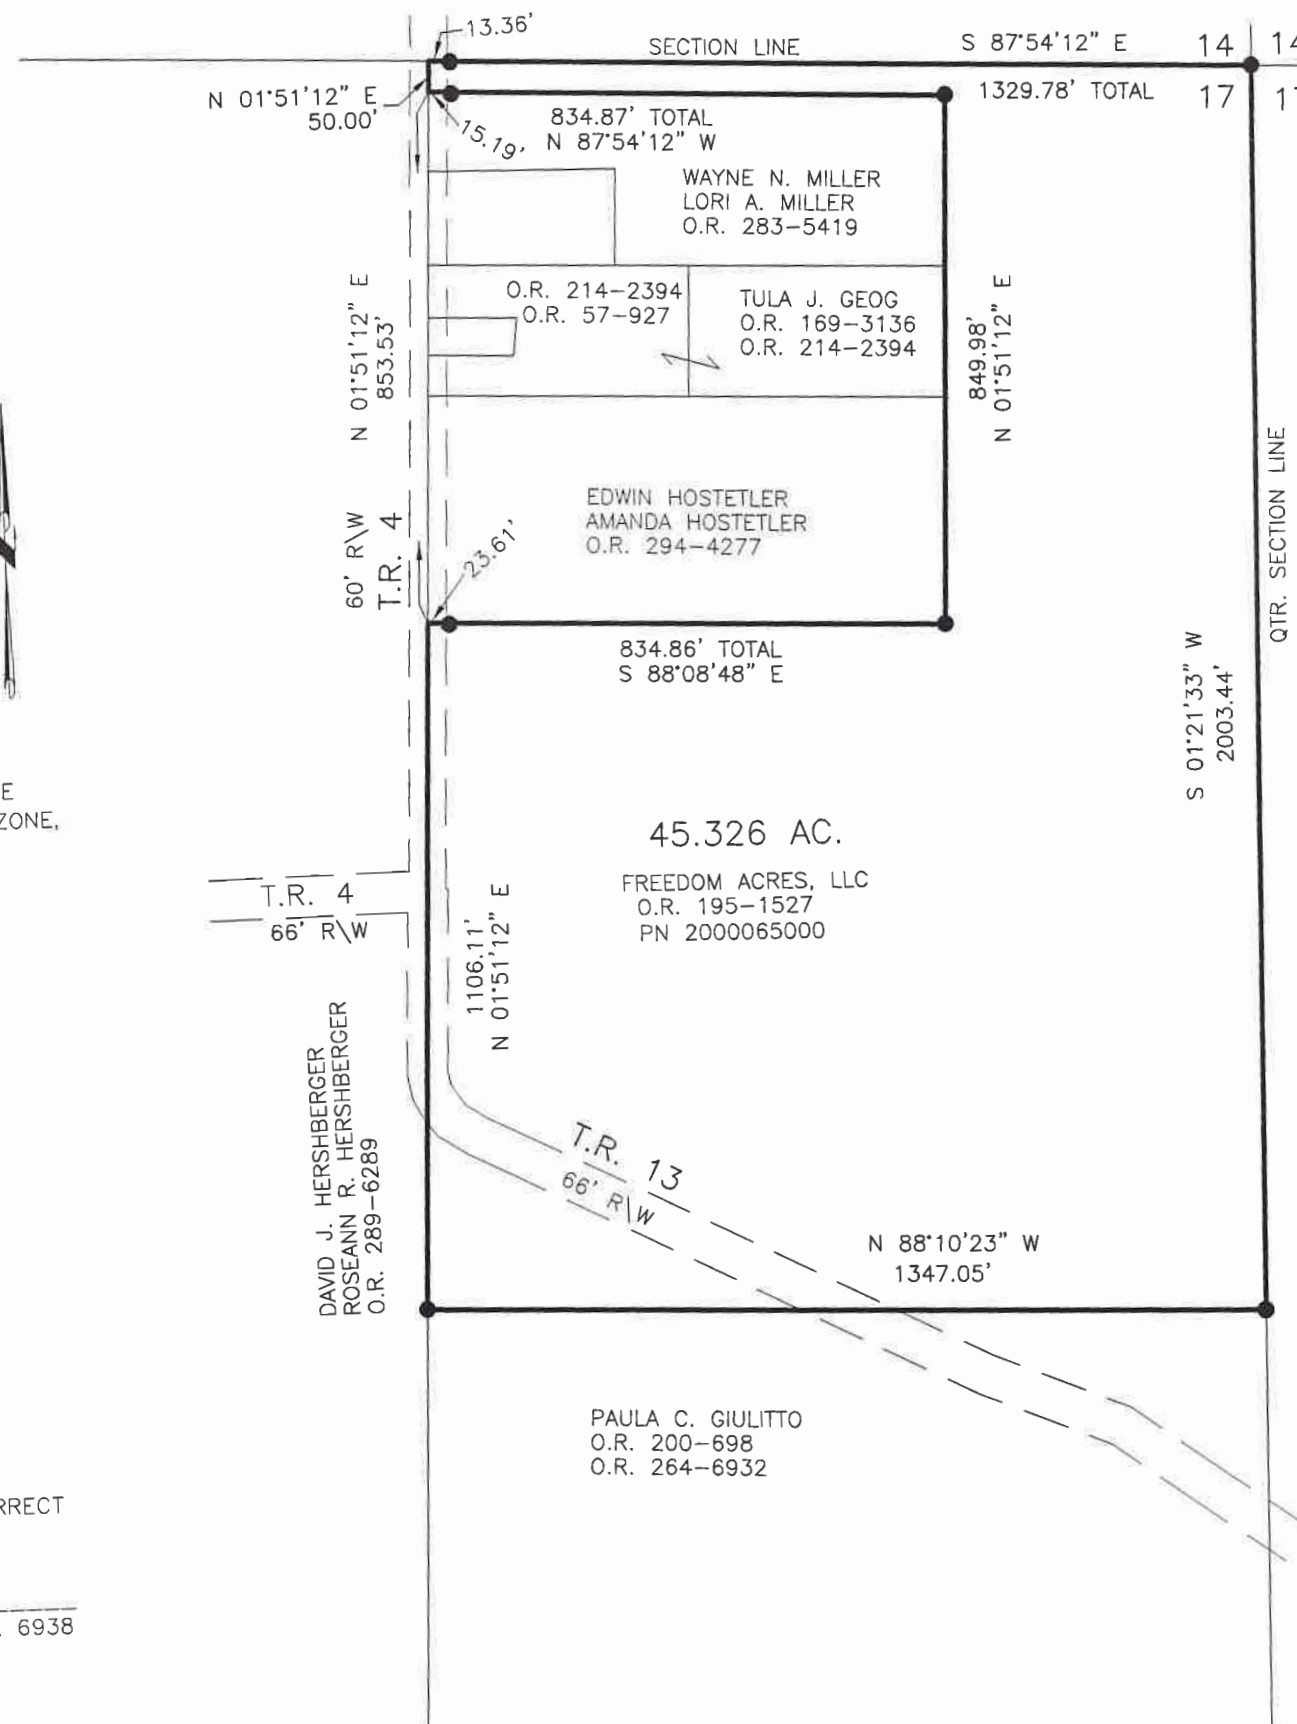 13.36'
SECTION LINE
S 87°54'12" E
14
14
N 01°51'12" E
50.00'
15.19'
834.87' TOTAL
N 87°54'12" W
1329.78' TOTAL
17
WAYNE N. MILLER
LORI A. MILLER
O.R. 283-5419
O.R. 214-2394
O.R. 57-927
TULA J. GEOG
O.R. 169-3136
O.R. 214-2394
N 01°51'12" E
853.53'
849.98'
N 01°51'12" E
QTR. SECTION LINE
EDWIN HOSTETLER
AMANDA HOSTETLER
O.R. 294-4277
60' R\W
T.R. 4
23.61'
834.86' TOTAL
S 88°08'48" E
S 01°21'33" W
2003.44'
E
ZONE,
45.326 AC.
FREEDOM ACRES, LLC
O.R. 195-1527
PN 2000065000
T.R. 4
66' R\W
1106.11'
N 01°51'12" E
DAVID J. HERSHBERGER
ROSEANN R. HERSHBERGER
O.R. 289-6289
T.R. 13
66' R\W
N 88°10'23" W
1347.05'
PAULA C. GIULITTO
O.R. 200-698
O.R. 264-6932
RRECT
. 6938